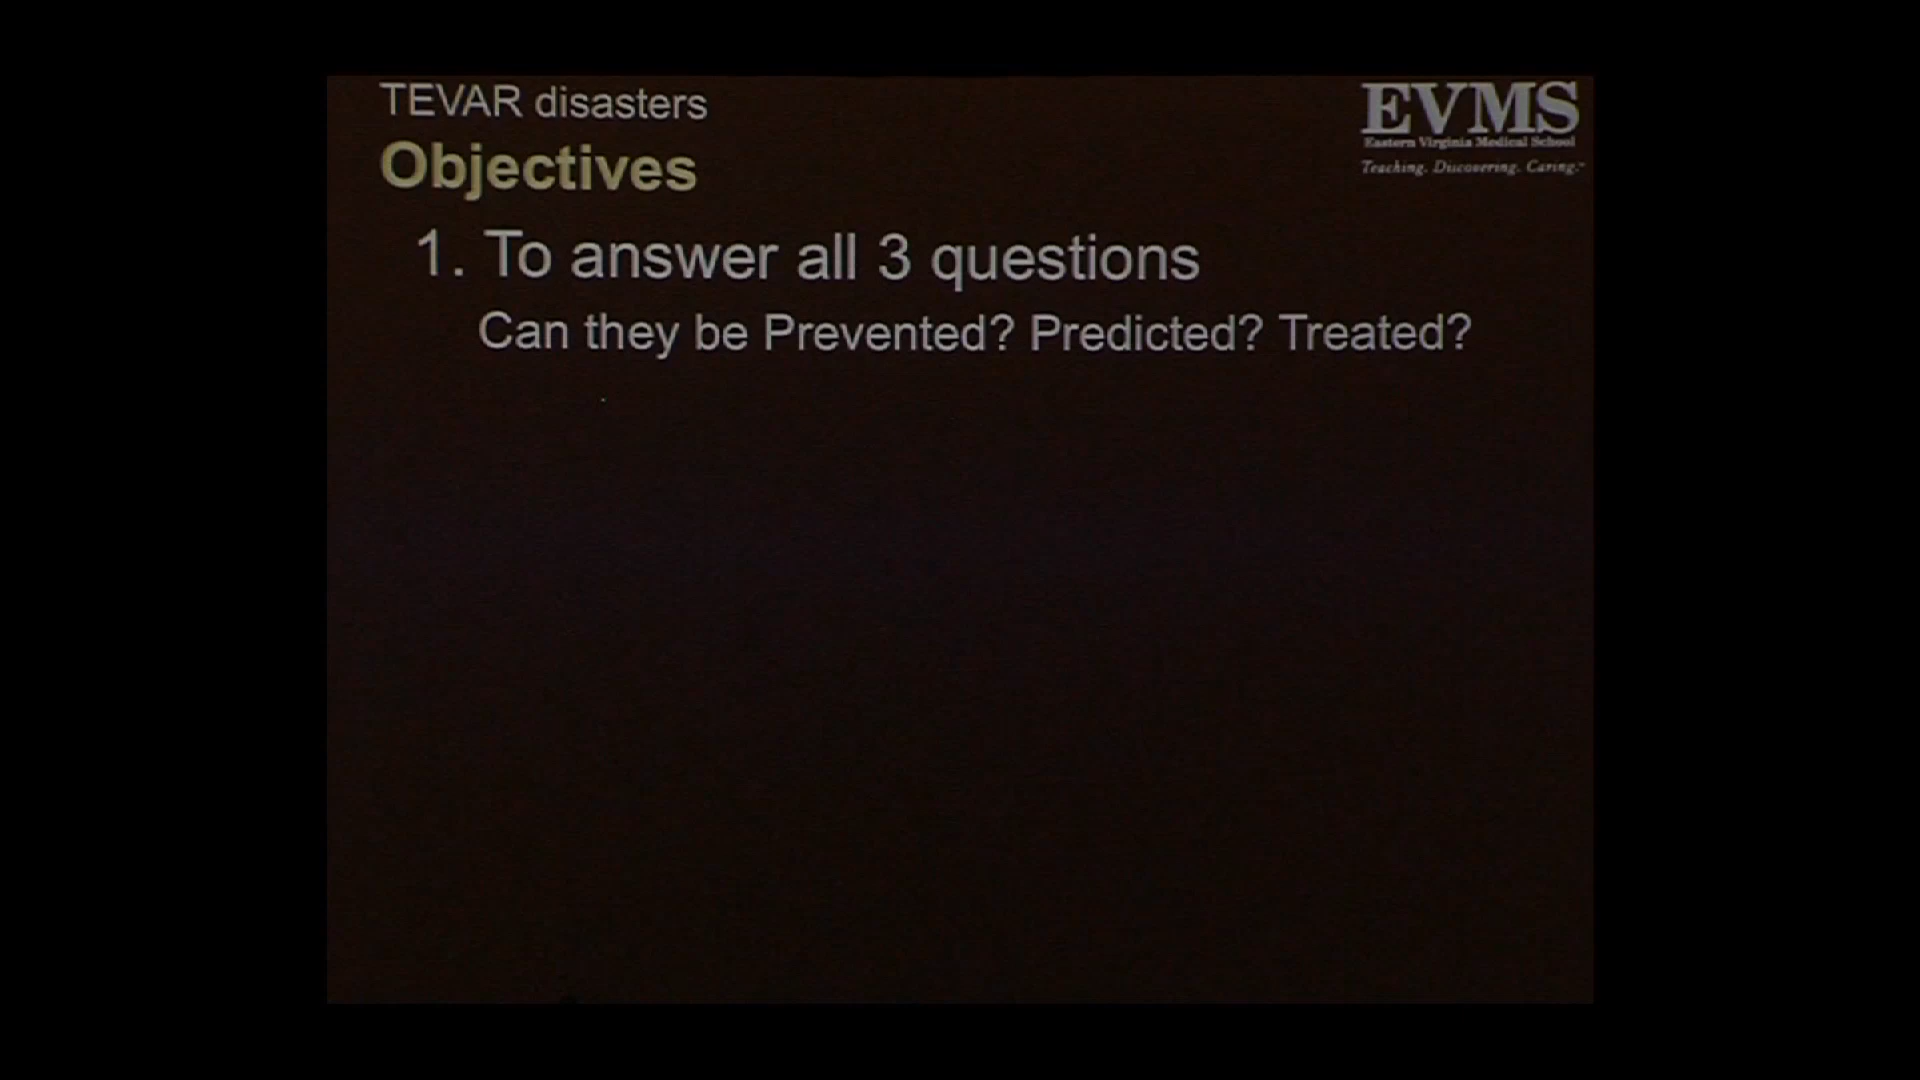 TEVAR disasters
EVMS
Eastern Virginia Medical School
Teaching. Discovering. Caring.
Objectives
1. To answer all 3 questions
Can they be Prevented? Predicted? Treated?